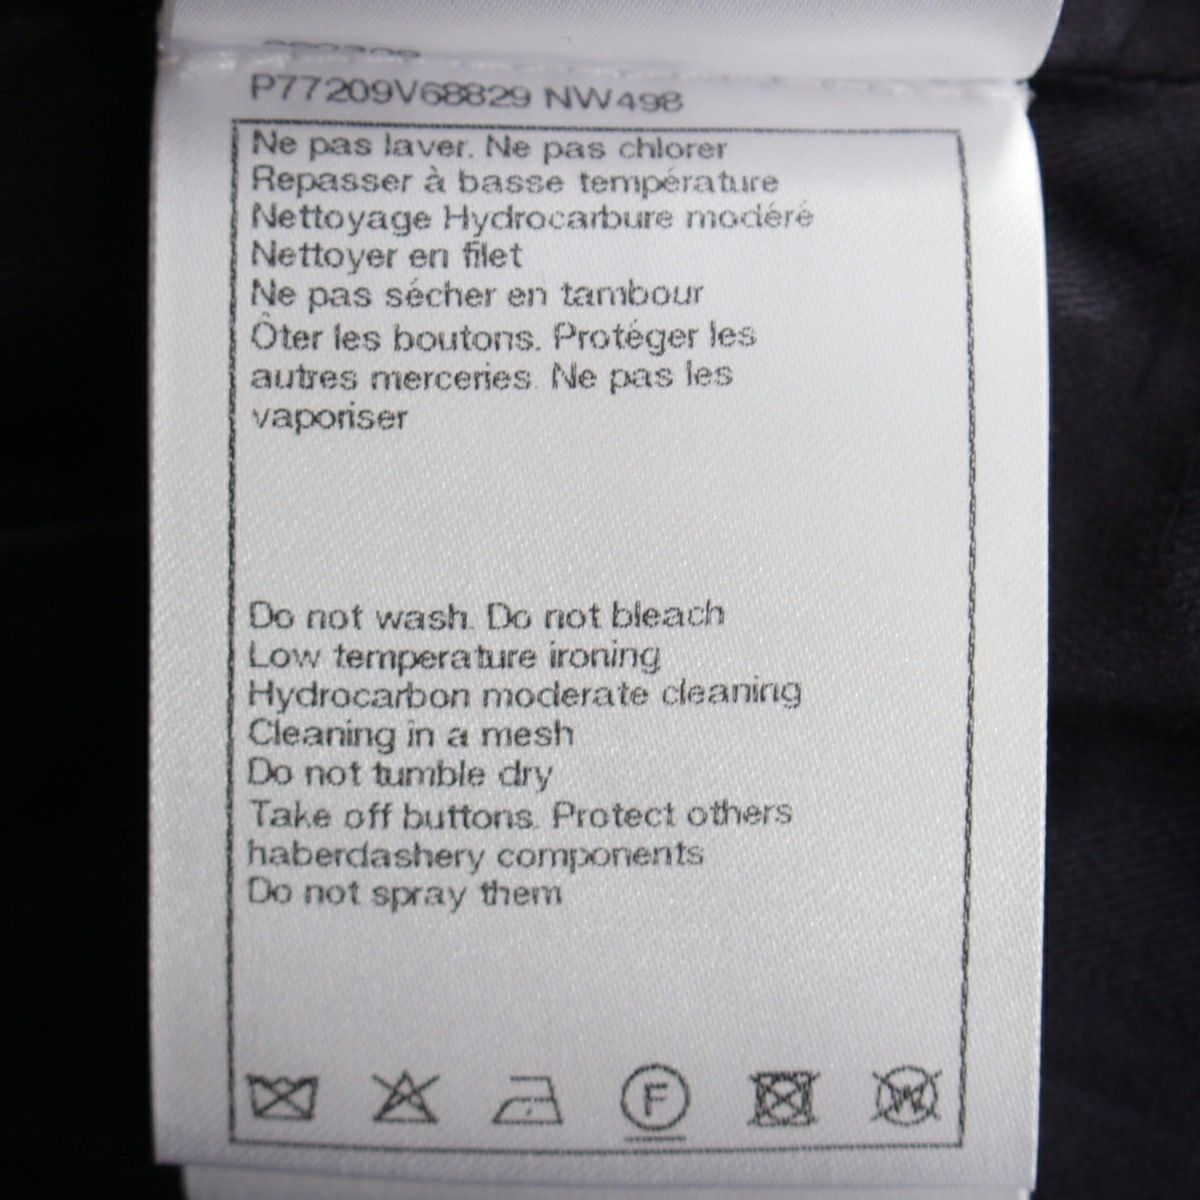 P77209V68829 NW498
Ne pas laver. Ne pas chlorer
Repasser à basse température
Nettoyage Hydrocarbure modéré
Nettoyer en filet
Ne pas sécher en tambour
Ôter les boutons. Protéger les
autres merceries. Ne pas les
vaporiser
Do not wash. Do not bleach
Low temperature ironing
Hydrocarbon moderate cleaning
Cleaning in a mesh
Do not tumble dry
Take off buttons. Protect others
haberdashery components
Do not spray them
F W